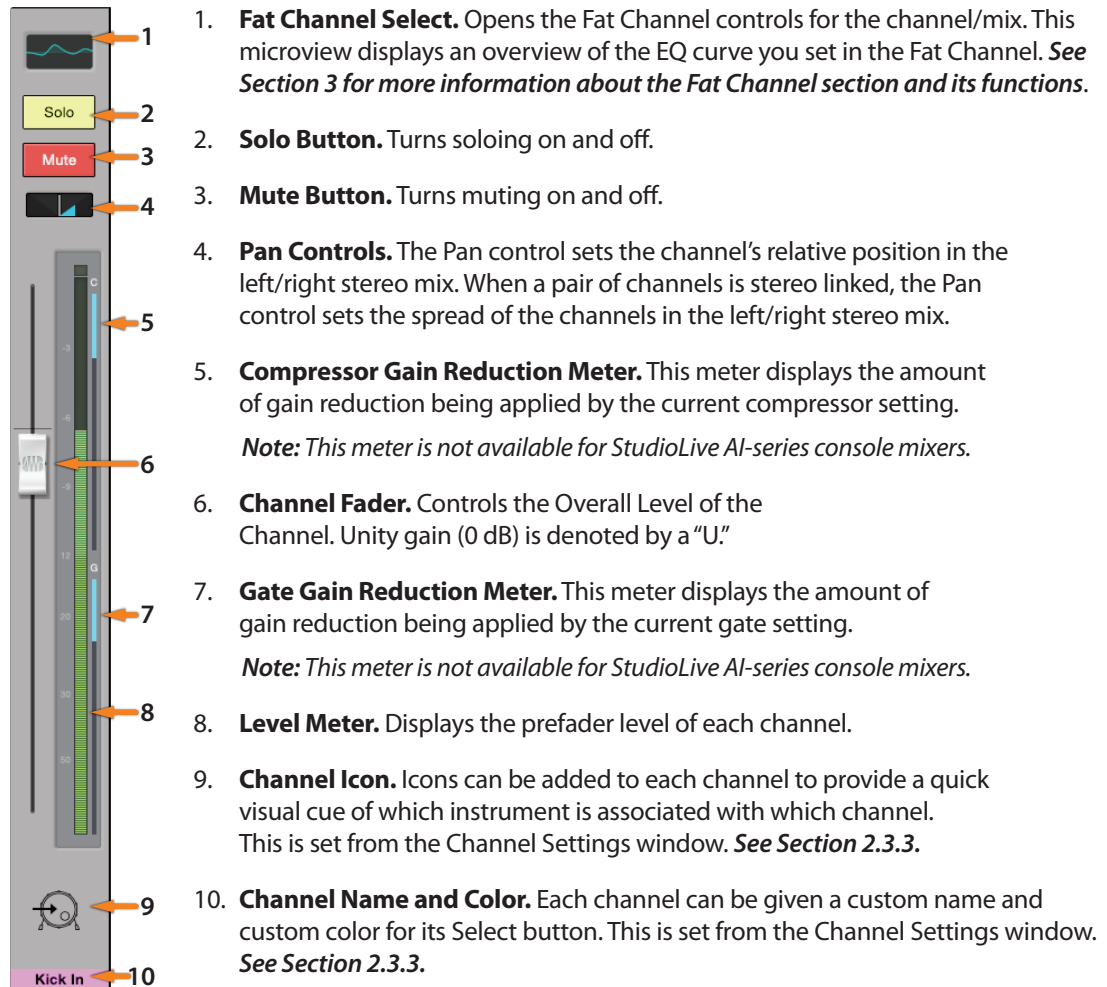 1
Solo
2
Mute
3
4
C
5
-3
-6
6
-9
12
G
20
7
30
8
50
9
Kick In
10
1. Fat Channel Select. Opens the Fat Channel controls for the channel/mix. This
microview displays an overview of the EQ curve you set in the Fat Channel. See
Section 3 for more information about the Fat Channel section and its functions.
2. Solo Button. Turns soloing on and off.
3. Mute Button. Turns muting on and off.
4. Pan Controls. The Pan control sets the channel's relative position in the
left/right stereo mix. When a pair of channels is stereo linked, the Pan
control sets the spread of the channels in the left/right stereo mix.
5. Compressor Gain Reduction Meter. This meter displays the amount
of gain reduction being applied by the current compressor setting.
Note: This meter is not available for StudioLive AI-series console mixers.
6. Channel Fader. Controls the Overall Level of the
Channel. Unity gain (0 dB) is denoted by a "U."
7. Gate Gain Reduction Meter. This meter displays the amount of
gain reduction being applied by the current gate setting.
Note: This meter is not available for StudioLive AI-series console mixers.
8. Level Meter. Displays the prefader level of each channel.
9. Channel Icon. Icons can be added to each channel to provide a quick
visual cue of which instrument is associated with which channel.
This is set from the Channel Settings window. See Section 2.3.3.
10. Channel Name and Color. Each channel can be given a custom name and
custom color for its Select button. This is set from the Channel Settings window.
See Section 2.3.3.